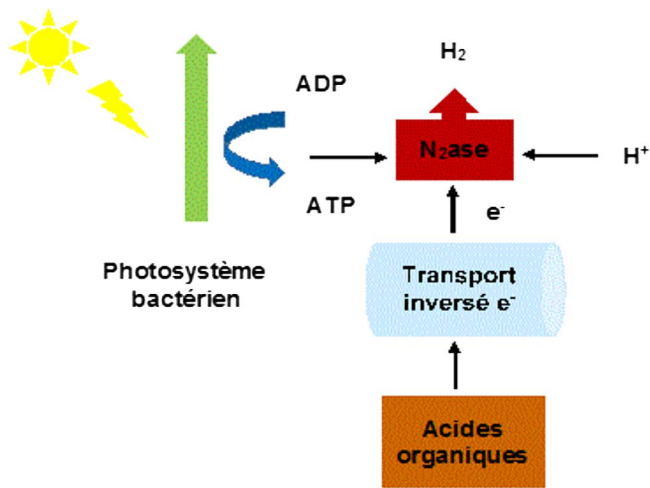 H₂
ADP
N₂ase
H⁺
ATP
e⁻
Photosystème
bactérien
Transport
inversé e⁻
Acides
organiques